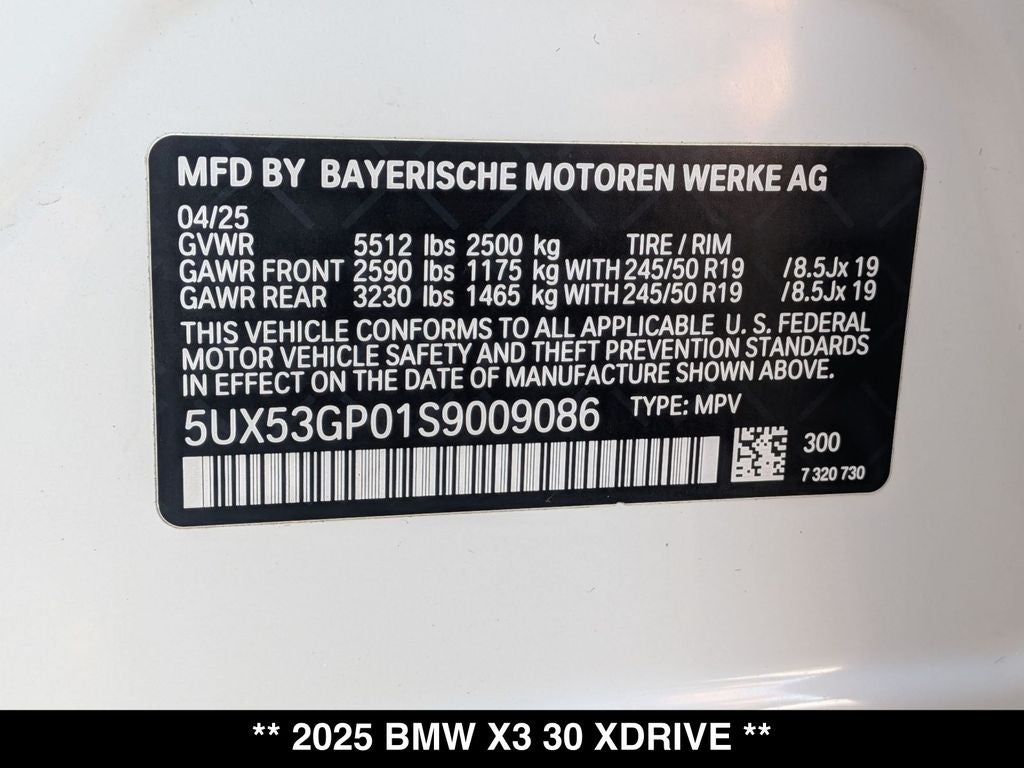 MFD BY BAYERISCHE MOTOREN WERKE AG
04/25
GVWR 5512 lbs 2500 kg TIRE / RIM
GAWR FRONT 2590 lbs 1175 kg WITH 245/50 R19 /8.5Jx 19
GAWR REAR 3230 lbs 1465 kg WITH 245/50 R19 /8.5Jx 19
THIS VEHICLE CONFORMS TO ALL APPLICABLE U. S. FEDERAL
MOTOR VEHICLE SAFETY AND THEFT PREVENTION STANDARDS
IN EFFECT ON THE DATE OF MANUFACTURE SHOWN ABOVE.
5UX53GP01S9009086 TYPE: MPV
300
7 320 730
** 2025 BMW X3 30 XDRIVE **